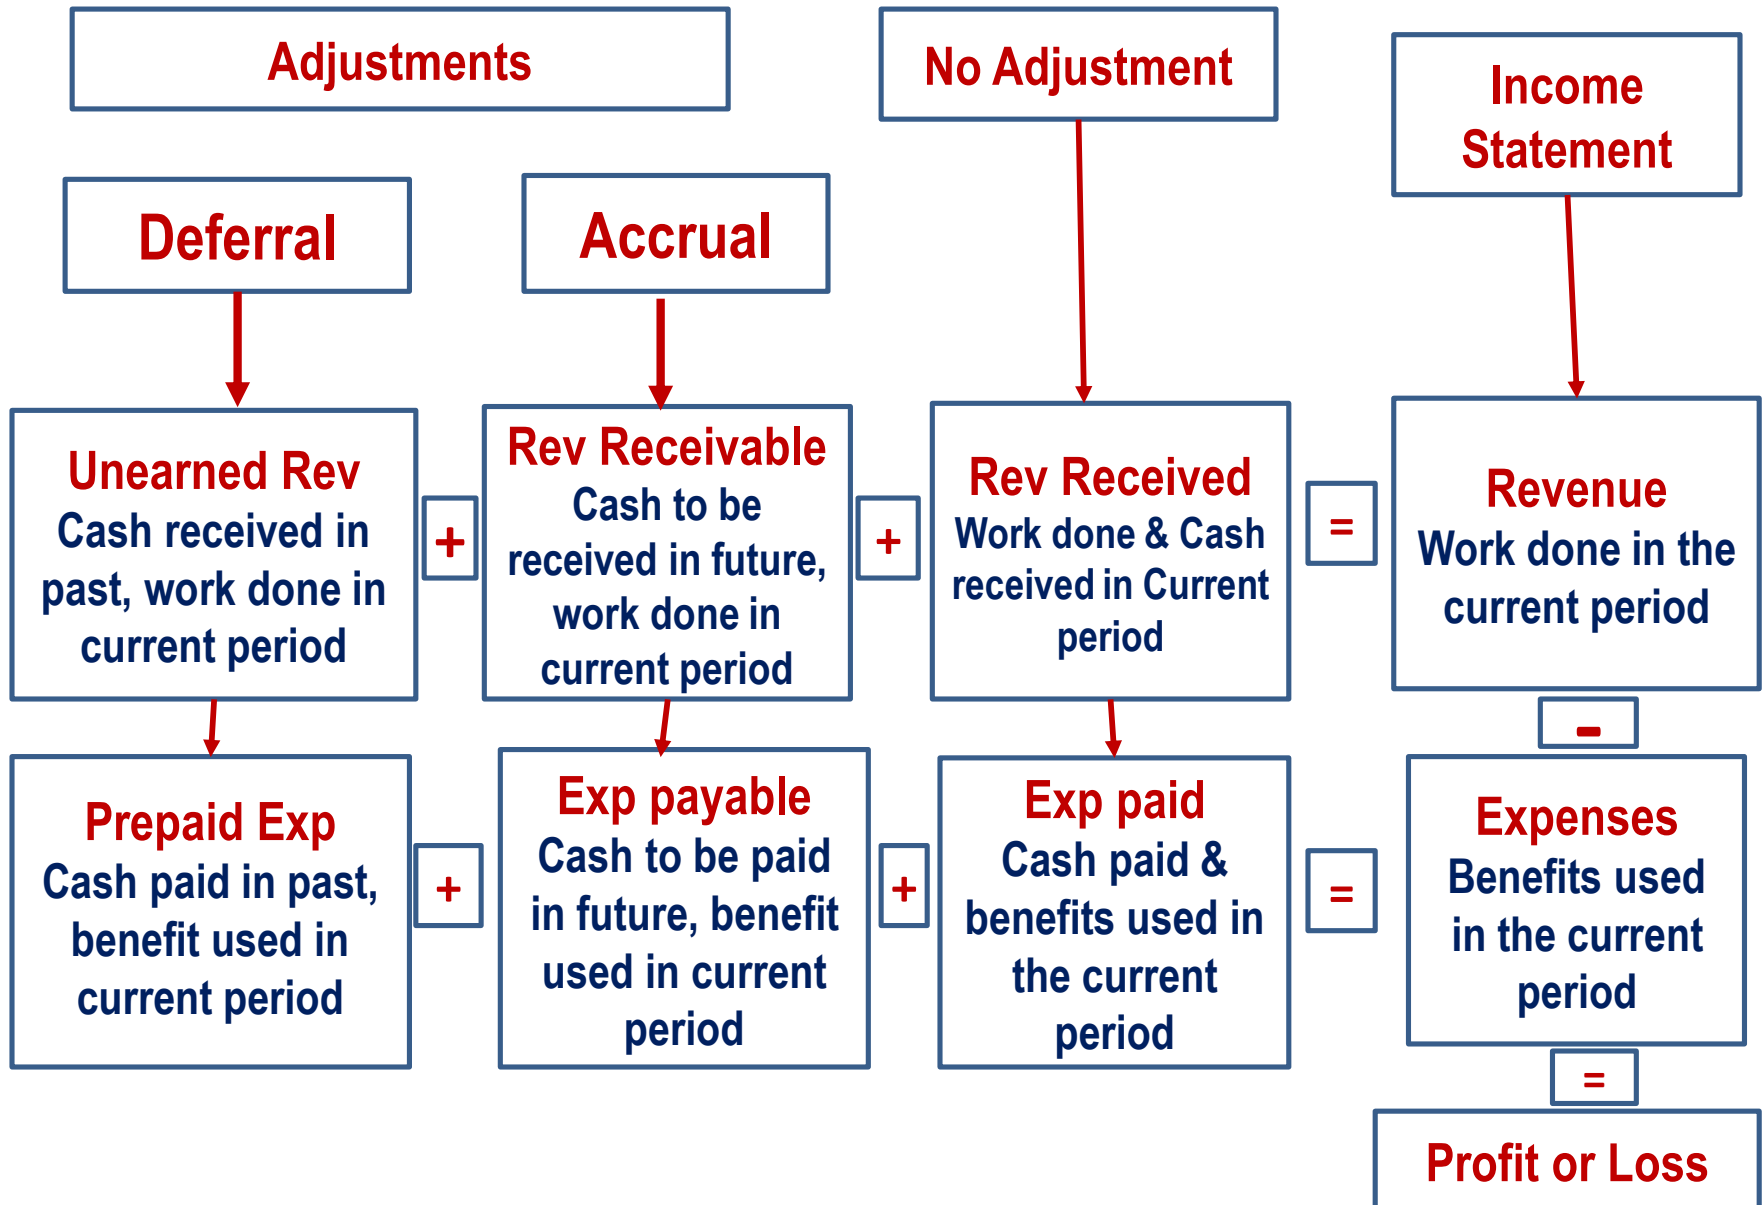 Adjustments
No Adjustment
Income
Statement
Deferral
Accrual
Unearned Rev
Cash received in
past, work done in
current period
+
Rev Receivable
Cash to be
received in future,
work done in
current period
+
Rev Received
Work done & Cash
received in Current
period
=
Revenue
Work done in the
current period
-
Prepaid Exp
Cash paid in past,
benefit used in
current period
+
Exp payable
Cash to be paid
in future, benefit
used in current
period
+
Exp paid
Cash paid &
benefits used in
the current
period
=
Expenses
Benefits used
in the current
period
=
Profit or Loss